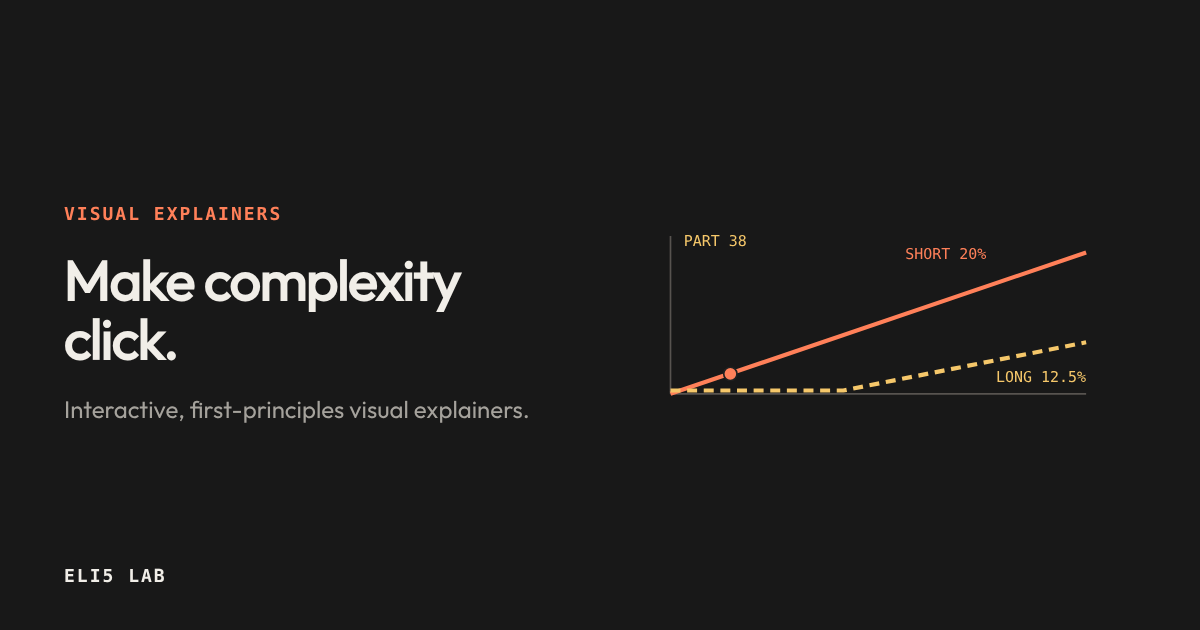 VISUAL EXPLAINERS
Make complexity
click.
Interactive, first-principles visual explainers.
ELI5 LAB
PART 38
SHORT 20%
LONG 12.5%